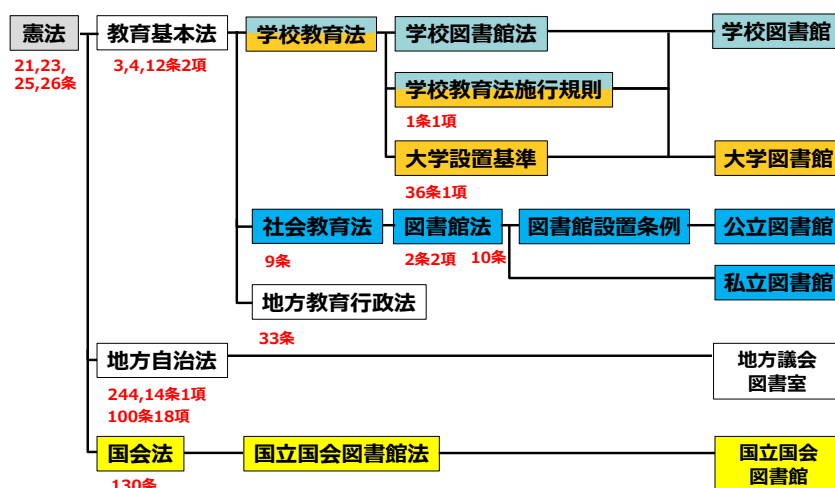 憲法
教育基本法
学校教育法
学校図書館法
学校図書館
21,23,
25,26条
3,4,12条2項
学校教育法施行規則
1条1項
大学設置基準
大学図書館
36条1項
社会教育法
図書館法
図書館設置条例
公立図書館
9条
2条2項
10条
私立図書館
地方教育行政法
33条
地方自治法
地方議会
図書室
244,14条1項
100条18項
国会法
国立国会図書館法
国立国会
図書館
130条